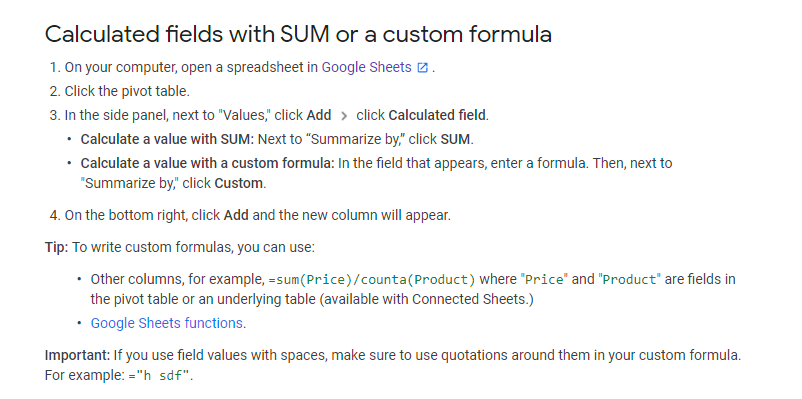 Calculated fields with SUM or a custom formula
1. On your computer, open a spreadsheet in Google Sheets .
2. Click the pivot table.
3. In the side panel, next to "Values," click Add > click Calculated field.
• Calculate a value with SUM: Next to “Summarize by,” click SUM.
• Calculate a value with a custom formula: In the field that appears, enter a formula. Then, next to
"Summarize by," click Custom.
4. On the bottom right, click Add and the new column will appear.
Tip: To write custom formulas, you can use:
• Other columns, for example, =sum(Price)/counta(Product) where "Price" and "Product" are fields in
the pivot table or an underlying table (available with Connected Sheets.)
• Google Sheets functions.
Important: If you use field values with spaces, make sure to use quotations around them in your custom formula.
For example: ="h sdf".